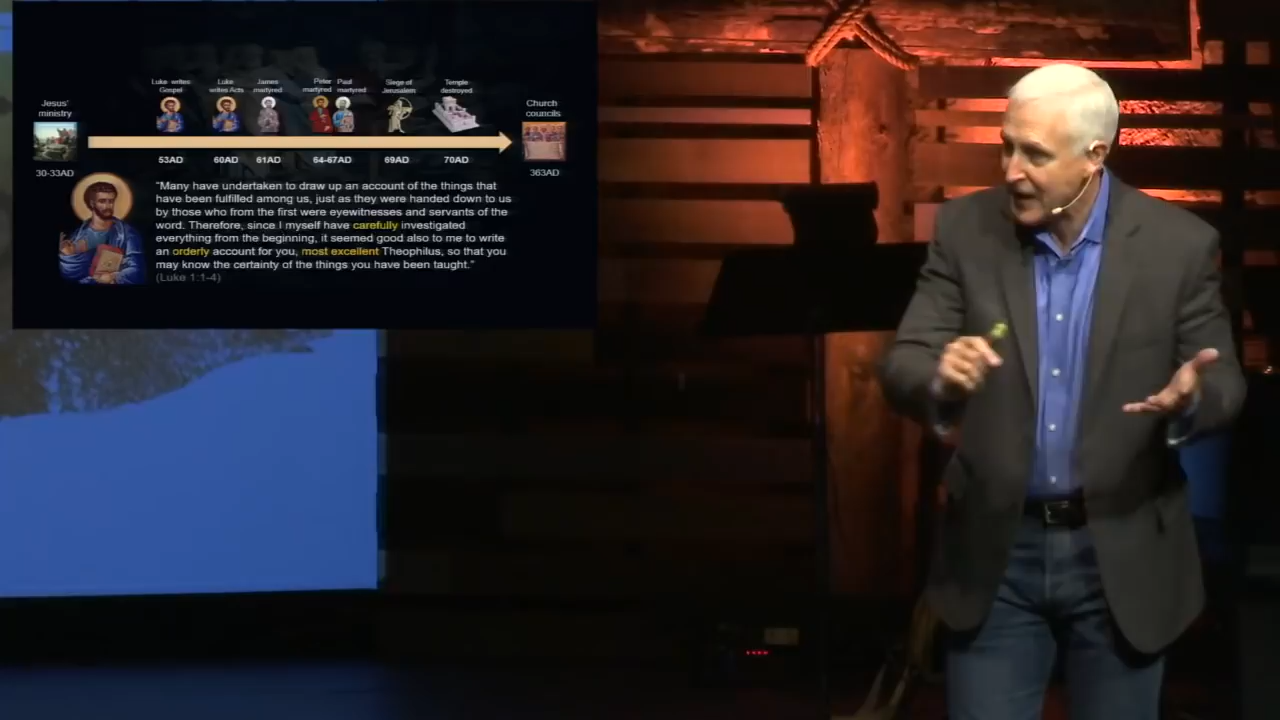 Luke writes Gospel
Luke writes Acts
James martyred
Peter martyred
Paul martyred
Siege of Jerusalem
Temple destroyed
Jesus' ministry
Church councils
53AD
60AD
61AD
64-67AD
69AD
70AD
30-33AD
363AD
"Many have undertaken to draw up an account of the things that
have been fulfilled among us, just as they were handed down to us
by those who from the first were eyewitnesses and servants of the
word. Therefore, since I myself have carefully investigated
everything from the beginning, it seemed good also to me to write
an orderly account for you, most excellent Theophilus, so that you
may know the certainty of the things you have been taught."
(Luke 1:1-4)